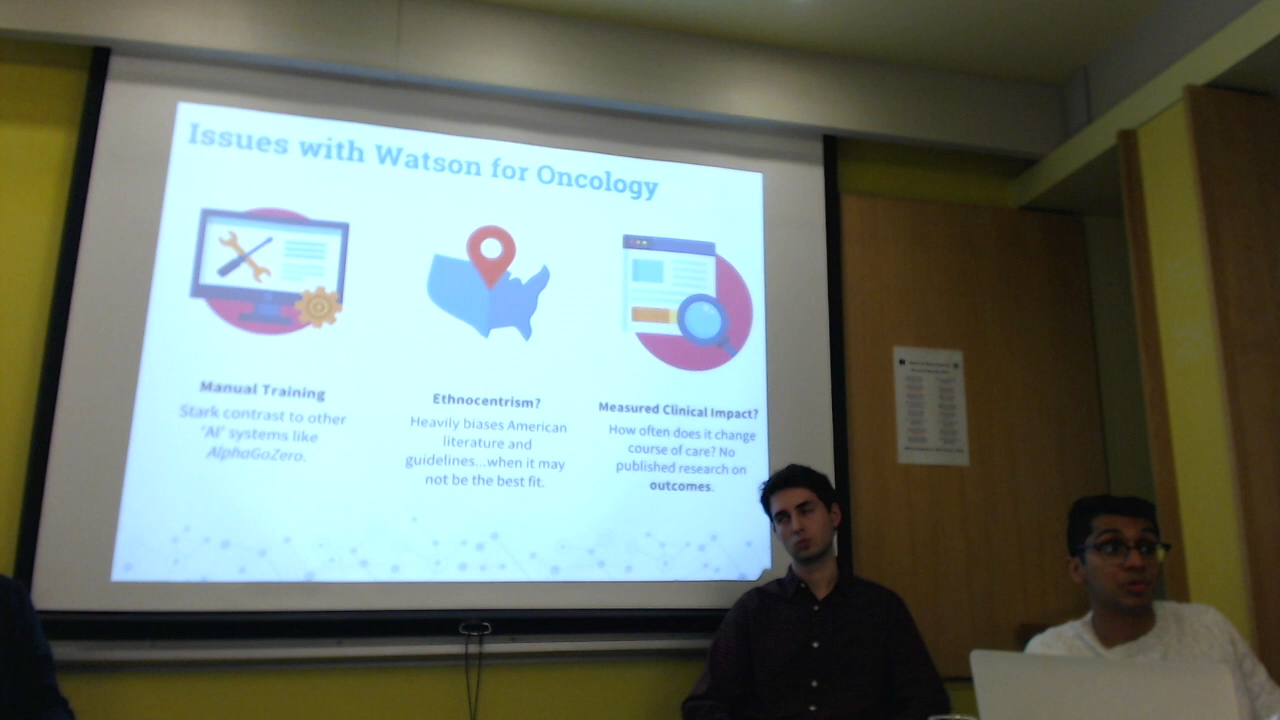 Issues with Watson for Oncology
Manual Training
Stark contrast to other
'AI' systems like
AlphaGoZero.
Ethnocentrism?
Heavily biases American
literature and
guidelines...when it may
not be the best fit.
Measured Clinical Impact?
How often does it change
course of care? No
published research on
outcomes.